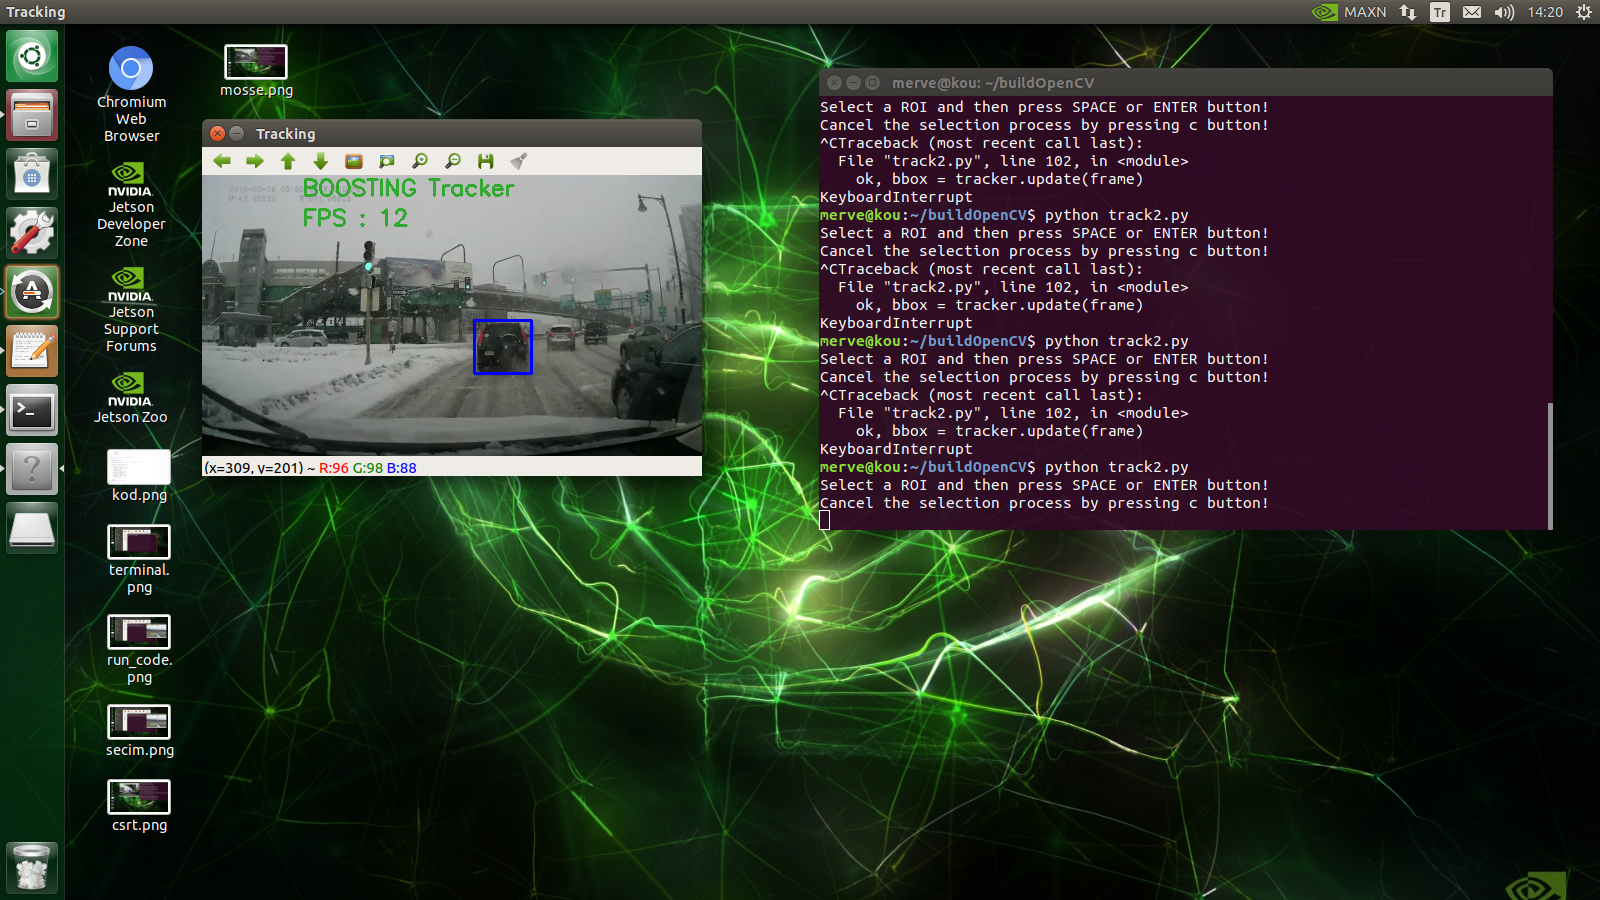 Tracking
MAXN
Tr
14:20
Chromium
Web
Browser
NVIDIA.
Jetson
Developer
Zone
NVIDIA.
Jetson
Support
Forums
NVIDIA.
Jetson Zoo
kod.png
terminal.
png
run_code.
png
secim.png
csrt.png
mosse.png
Tracking
BOOSTING Tracker
FPS : 12
(x=309, y=201) ~ R:96 G:98 B:88
merve@kou: ~/buildOpenCV
Select a ROI and then press SPACE or ENTER button!
Cancel the selection process by pressing c button!
^CTraceback (most recent call last):
  File "track2.py", line 102, in <module>
    ok, bbox = tracker.update(frame)
KeyboardInterrupt
merve@kou:~/buildOpenCV$ python track2.py
Select a ROI and then press SPACE or ENTER button!
Cancel the selection process by pressing c button!
^CTraceback (most recent call last):
  File "track2.py", line 102, in <module>
    ok, bbox = tracker.update(frame)
KeyboardInterrupt
merve@kou:~/buildOpenCV$ python track2.py
Select a ROI and then press SPACE or ENTER button!
Cancel the selection process by pressing c button!
^CTraceback (most recent call last):
  File "track2.py", line 102, in <module>
    ok, bbox = tracker.update(frame)
KeyboardInterrupt
merve@kou:~/buildOpenCV$ python track2.py
Select a ROI and then press SPACE or ENTER button!
Cancel the selection process by pressing c button!